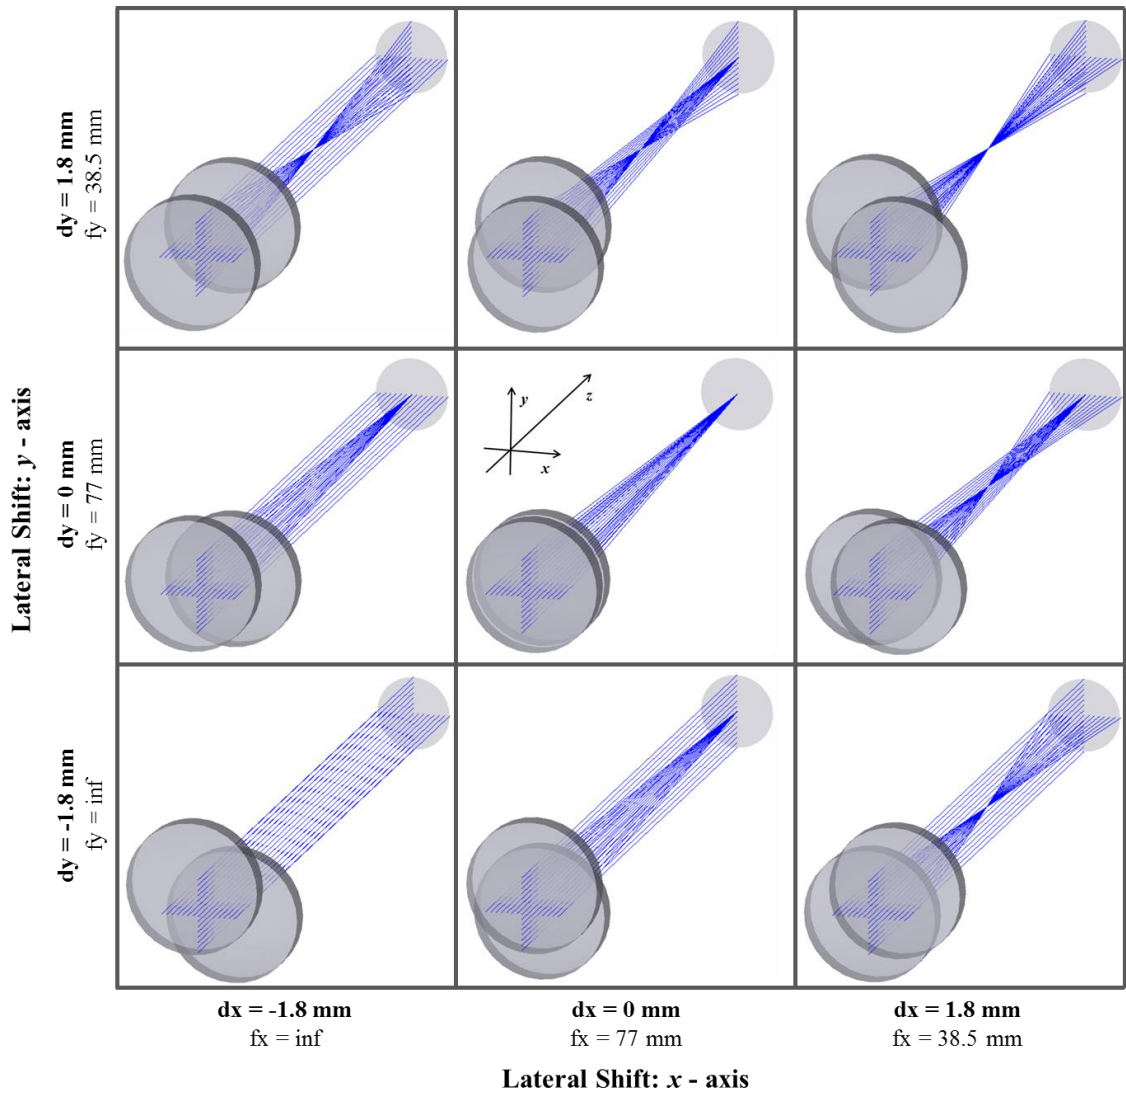 Lateral Shift: y - axis
dy = 1.8 mm
fy = 38.5 mm
dy = 0 mm
fy = 77 mm
dy = -1.8 mm
fy = inf
y
z
x
dx = -1.8 mm
fx = inf
dx = 0 mm
fx = 77 mm
dx = 1.8 mm
fx = 38.5 mm
Lateral Shift: x - axis